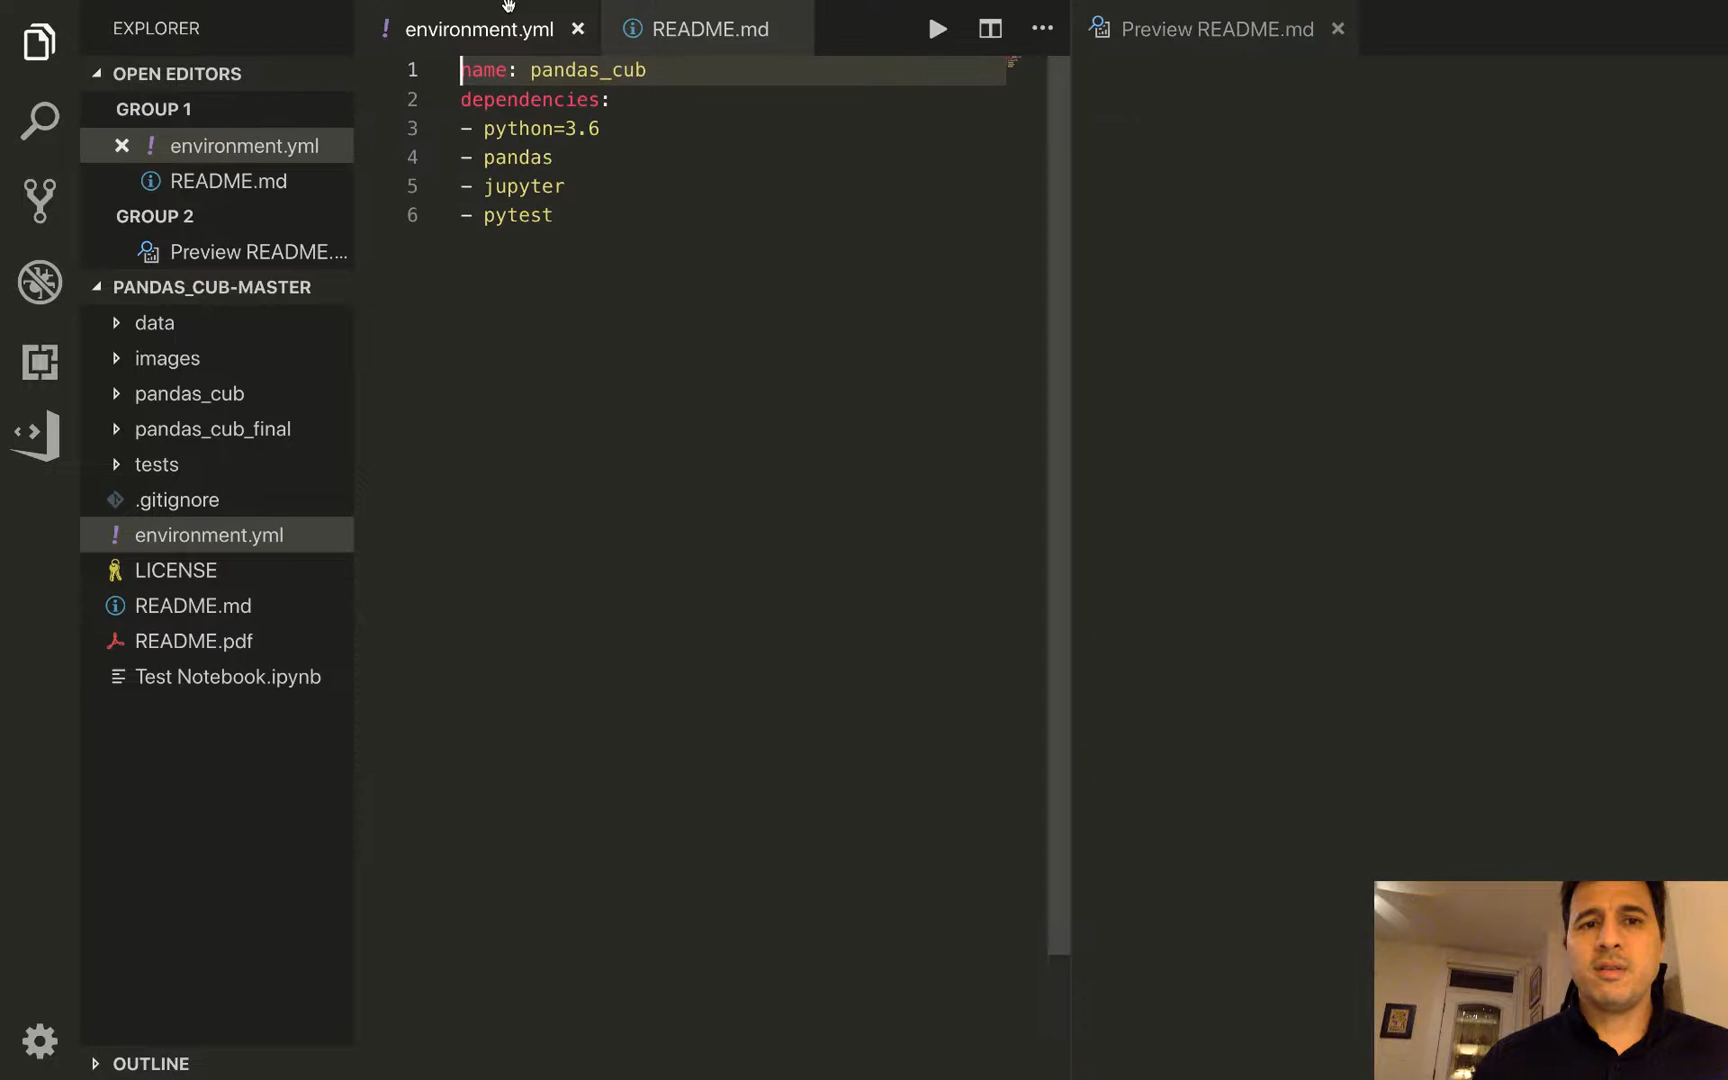 EXPLORER
OPEN EDITORS
GROUP 1
environment.yml
README.md
GROUP 2
Preview README....
PANDAS_CUB-MASTER
data
images
pandas_cub
pandas_cub_final
tests
.gitignore
environment.yml
LICENSE
README.md
README.pdf
Test Notebook.ipynb
OUTLINE
environment.yml
README.md
1 name: pandas_cub
2 dependencies:
3 - python=3.6
4 - pandas
5 - jupyter
6 - pytest
Preview README.md